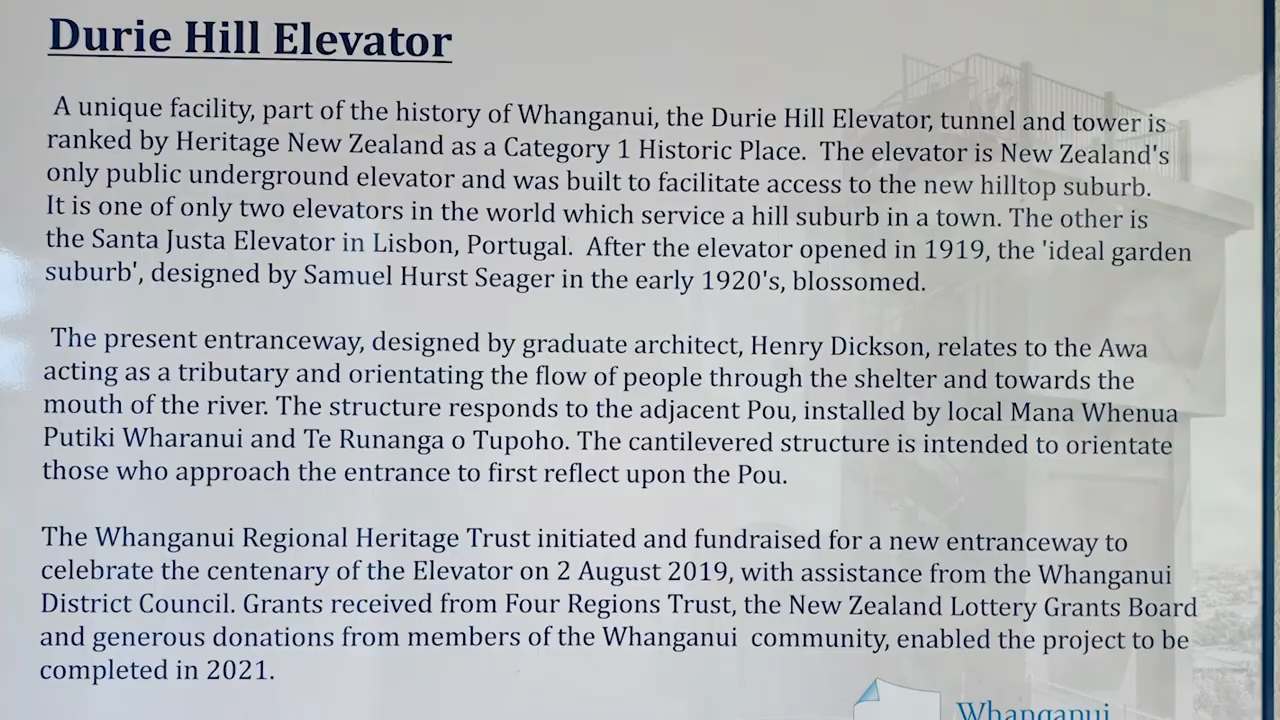 Durie Hill Elevator
A unique facility, part of the history of Whanganui, the Durie Hill Elevator, tunnel and tower is
ranked by Heritage New Zealand as a Category 1 Historic Place. The elevator is New Zealand's
only public underground elevator and was built to facilitate access to the new hilltop suburb.
It is one of only two elevators in the world which service a hill suburb in a town. The other is
the Santa Justa Elevator in Lisbon, Portugal. After the elevator opened in 1919, the 'ideal garden
suburb', designed by Samuel Hurst Seager in the early 1920's, blossomed.
The present entranceway, designed by graduate architect, Henry Dickson, relates to the Awa
acting as a tributary and orientating the flow of people through the shelter and towards the
mouth of the river. The structure responds to the adjacent Pou, installed by local Mana Whenua
Putiki Wharanui and Te Runanga o Tupoho. The cantilevered structure is intended to orientate
those who approach the entrance to first reflect upon the Pou.
The Whanganui Regional Heritage Trust initiated and fundraised for a new entranceway to
celebrate the centenary of the Elevator on 2 August 2019, with assistance from the Whanganui
District Council. Grants received from Four Regions Trust, the New Zealand Lottery Grants Board
and generous donations from members of the Whanganui community, enabled the project to be
completed in 2021.
Whanganui